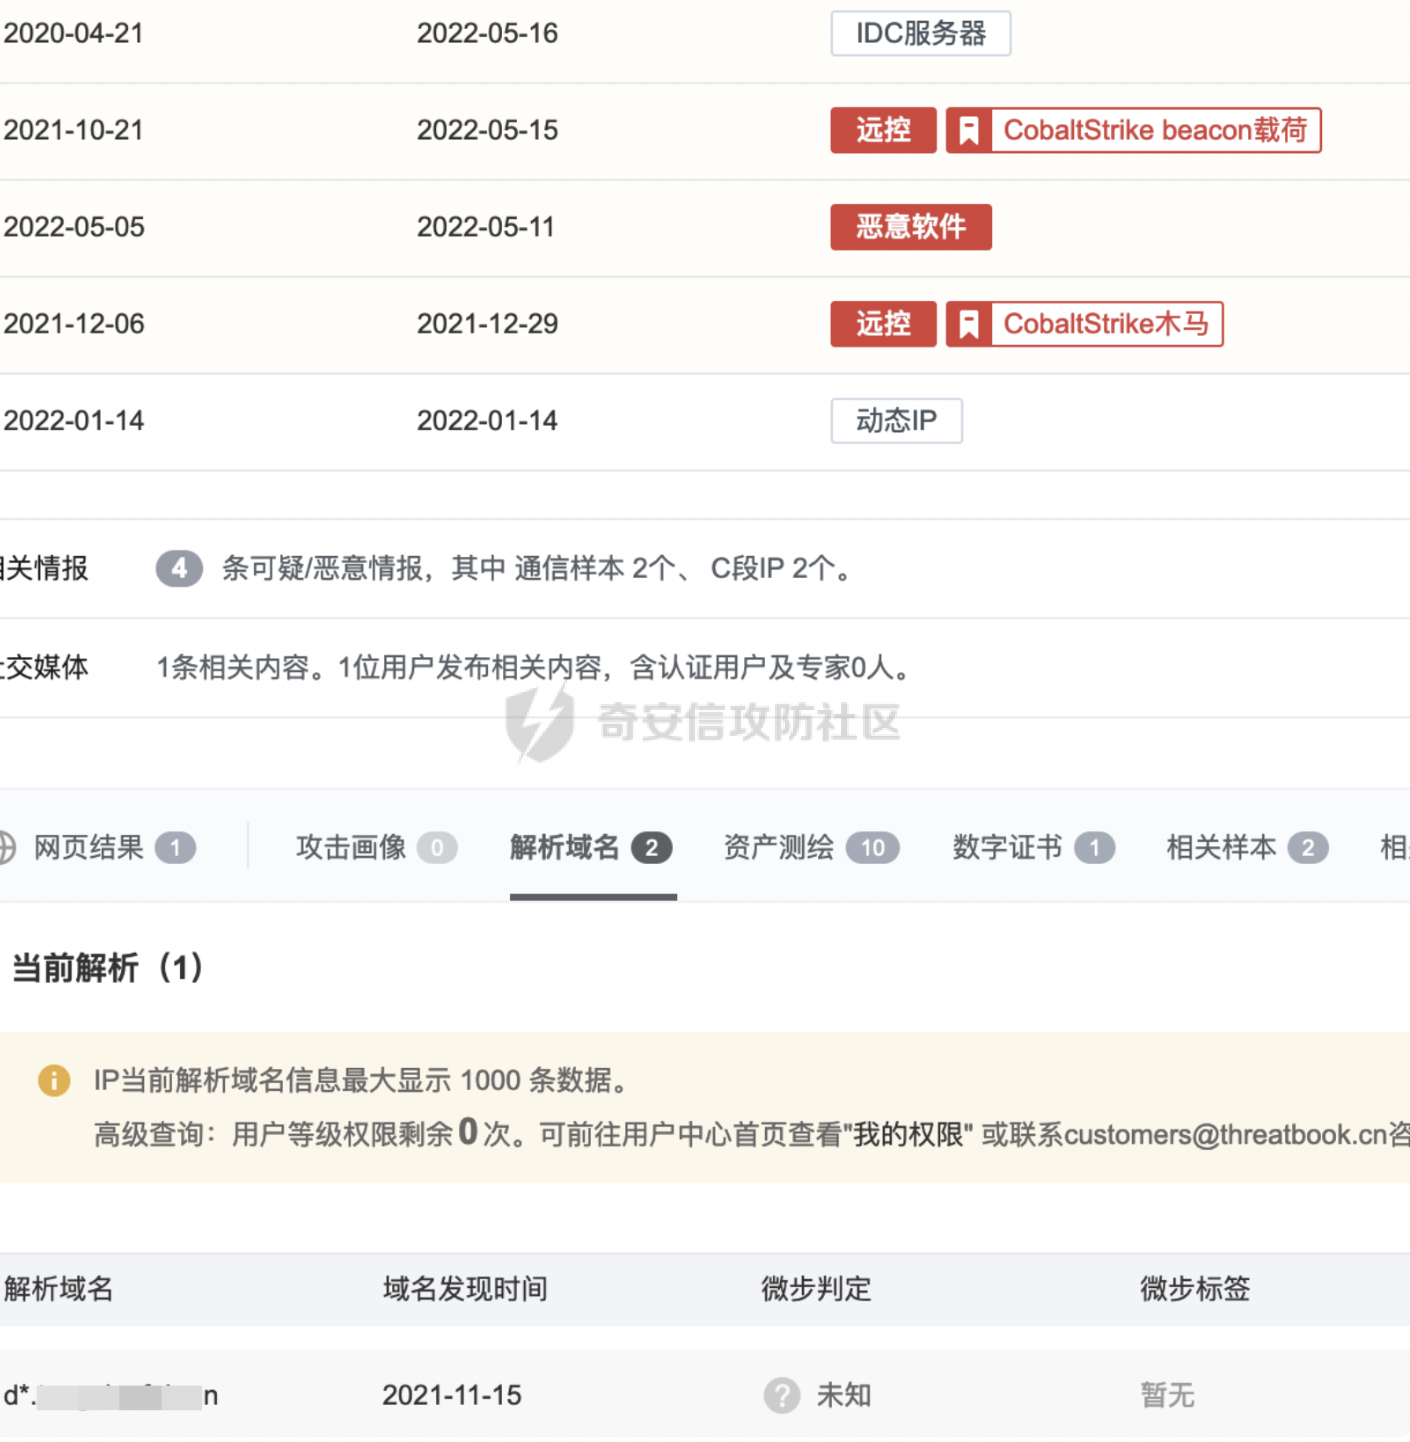 2020-04-21 2022-05-16 IDC服务器
2021-10-21 2022-05-15 远控 CobaltStrike beacon载荷
2022-05-05 2022-05-11 恶意软件
2021-12-06 2021-12-29 远控 CobaltStrike木马
2022-01-14 2022-01-14 动态IP
关情报 4 条可疑/恶意情报，其中 通信样本 2个、 C段IP 2个。
交媒体 1条相关内容。1位用户发布相关内容，含认证用户及专家0人。
奇安信攻防社区
网页结果 1 攻击画像 0 解析域名 2 资产测绘 10 数字证书 1 相关样本 2 相
当前解析（1）
IP当前解析域名信息最大显示 1000 条数据。
高级查询：用户等级权限剩余0次。可前往用户中心首页查看"我的权限" 或联系customers@threatbook.cn咨
解析域名 域名发现时间 微步判定 微步标签
d*. n 2021-11-15 未知 暂无